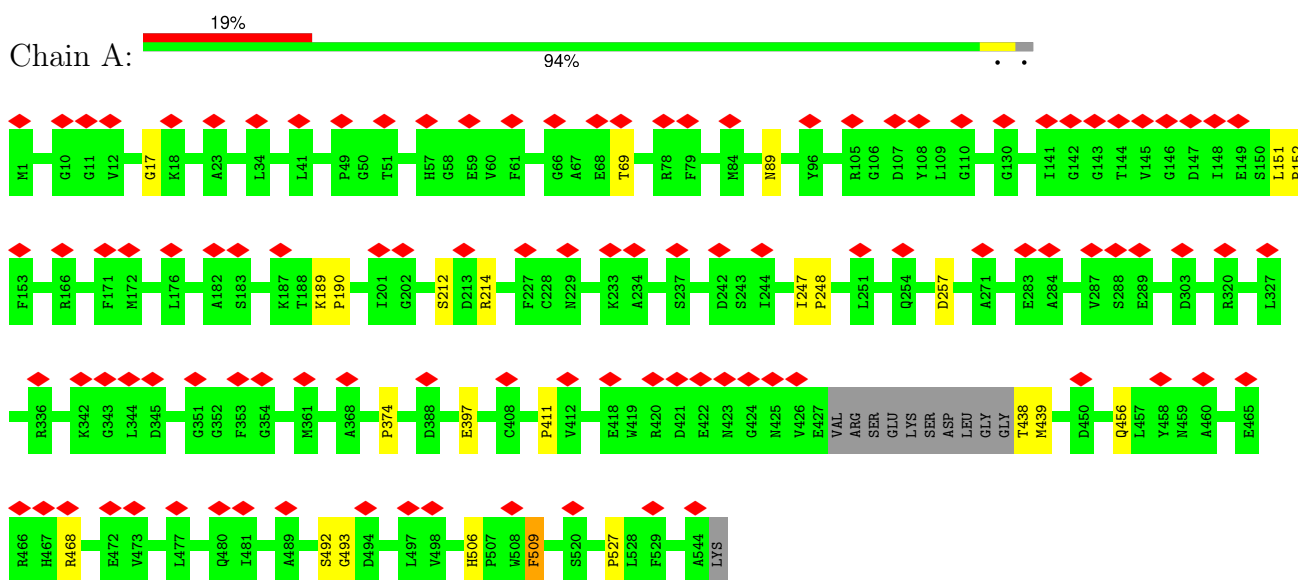 19%
Chain A:
94%
• •
M1 G10 G11 V12 G17 K18 A23 L34 L41 P49 G50 T51 H57 G58 E59 V60 F61 G66 A67 E68 T69 R78 F79 M84 N89 Y96 R105 G106 D107 Y108 L109 G110 G130 I141 G142 G143 T144 V145 G146 D147 I148 E149 S150 L151 P152
F153 R166 F171 M172 L176 A182 S183 K187 T188 K189 P190 I201 G202 S212 D213 R214 F227 C228 N229 K233 A234 S237 D242 S243 I244 I247 P248 L251 Q254 D257 A271 E283 A284 V287 S288 E289 D303 R320 L327
R336 K342 G343 L344 D345 G351 G352 F353 G354 M361 A368 P374 D388 E397 C408 P411 V412 E418 W419 R420 D421 E422 N423 G424 N425 V426 E427 VAL ARG SER GLU LYS SER ASP LEU GLY GLY T438 M439 D450 Q456 L457 Y458 N459 A460 E465
R466 H467 R468 E472 V473 L477 Q480 I481 A489 S492 G493 D494 L497 V498 H506 P507 W508 F509 S520 P527 L528 F529 A544 LYS